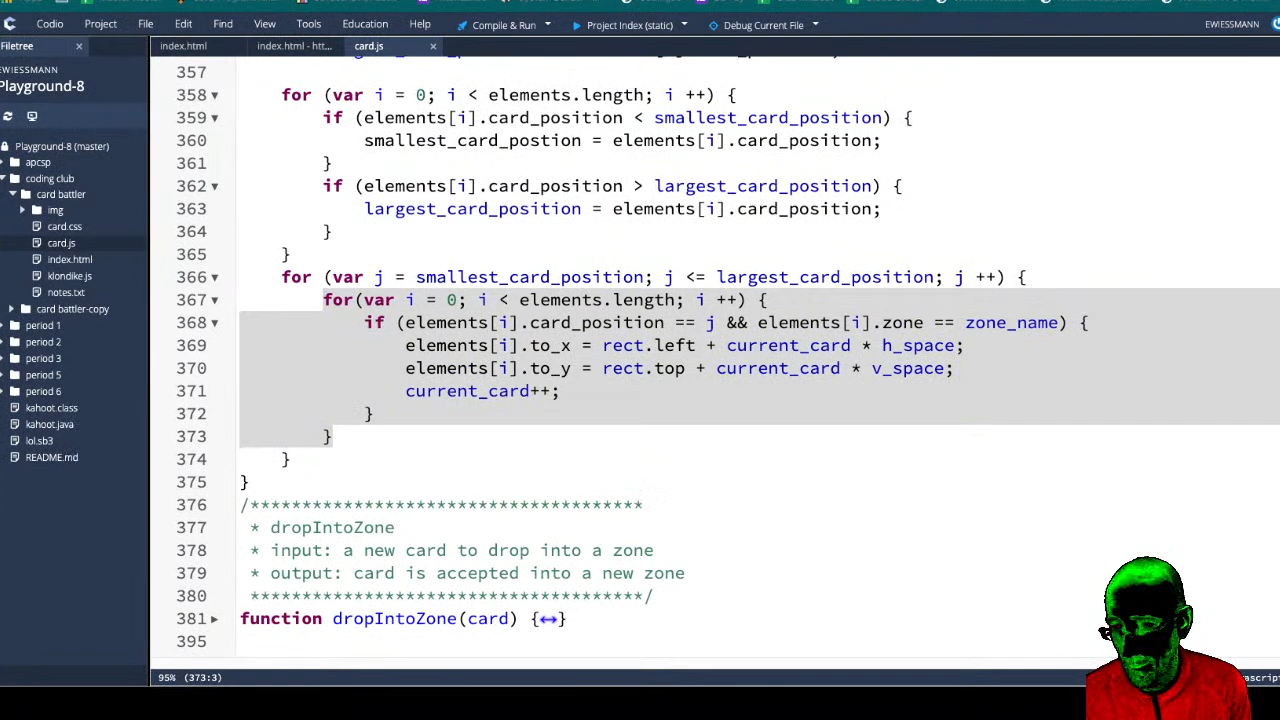 Codio Project File Edit Find View Tools Education Help Compile & Run Project Index (static) Debug Current File EWIESSMANN
Filetree
index.html index.html - htt... card.js
EWIESSMANN
Playground-8
Playground-8 (master)
apcsp
coding club
card battler
img
card.css
card.js
index.html
klondike.js
notes.txt
card battler-copy
period 1
period 2
period 3
period 5
period 6
kahoot.class
kahoot.java
lol.sb3
README.md
357
358 for (var i = 0; i < elements.length; i ++) {
359 if (elements[i].card_position < smallest_card_position) {
360 smallest_card_postion = elements[i].card_position;
361 }
362 if (elements[i].card_position > largest_card_position) {
363 largest_card_position = elements[i].card_position;
364 }
365 }
366 for (var j = smallest_card_position; j <= largest_card_position; j ++) {
367 for(var i = 0; i < elements.length; i ++) {
368 if (elements[i].card_position == j && elements[i].zone == zone_name) {
369 elements[i].to_x = rect.left + current_card * h_space;
370 elements[i].to_y = rect.top + current_card * v_space;
371 current_card++;
372 }
373 }
374 }
375 }
376 /**************************************
377 * dropIntoZone
378 * input: a new card to drop into a zone
379 * output: card is accepted into a new zone
380 **************************************/
381 function dropIntoZone(card) {↔}
395
95% (373:3)